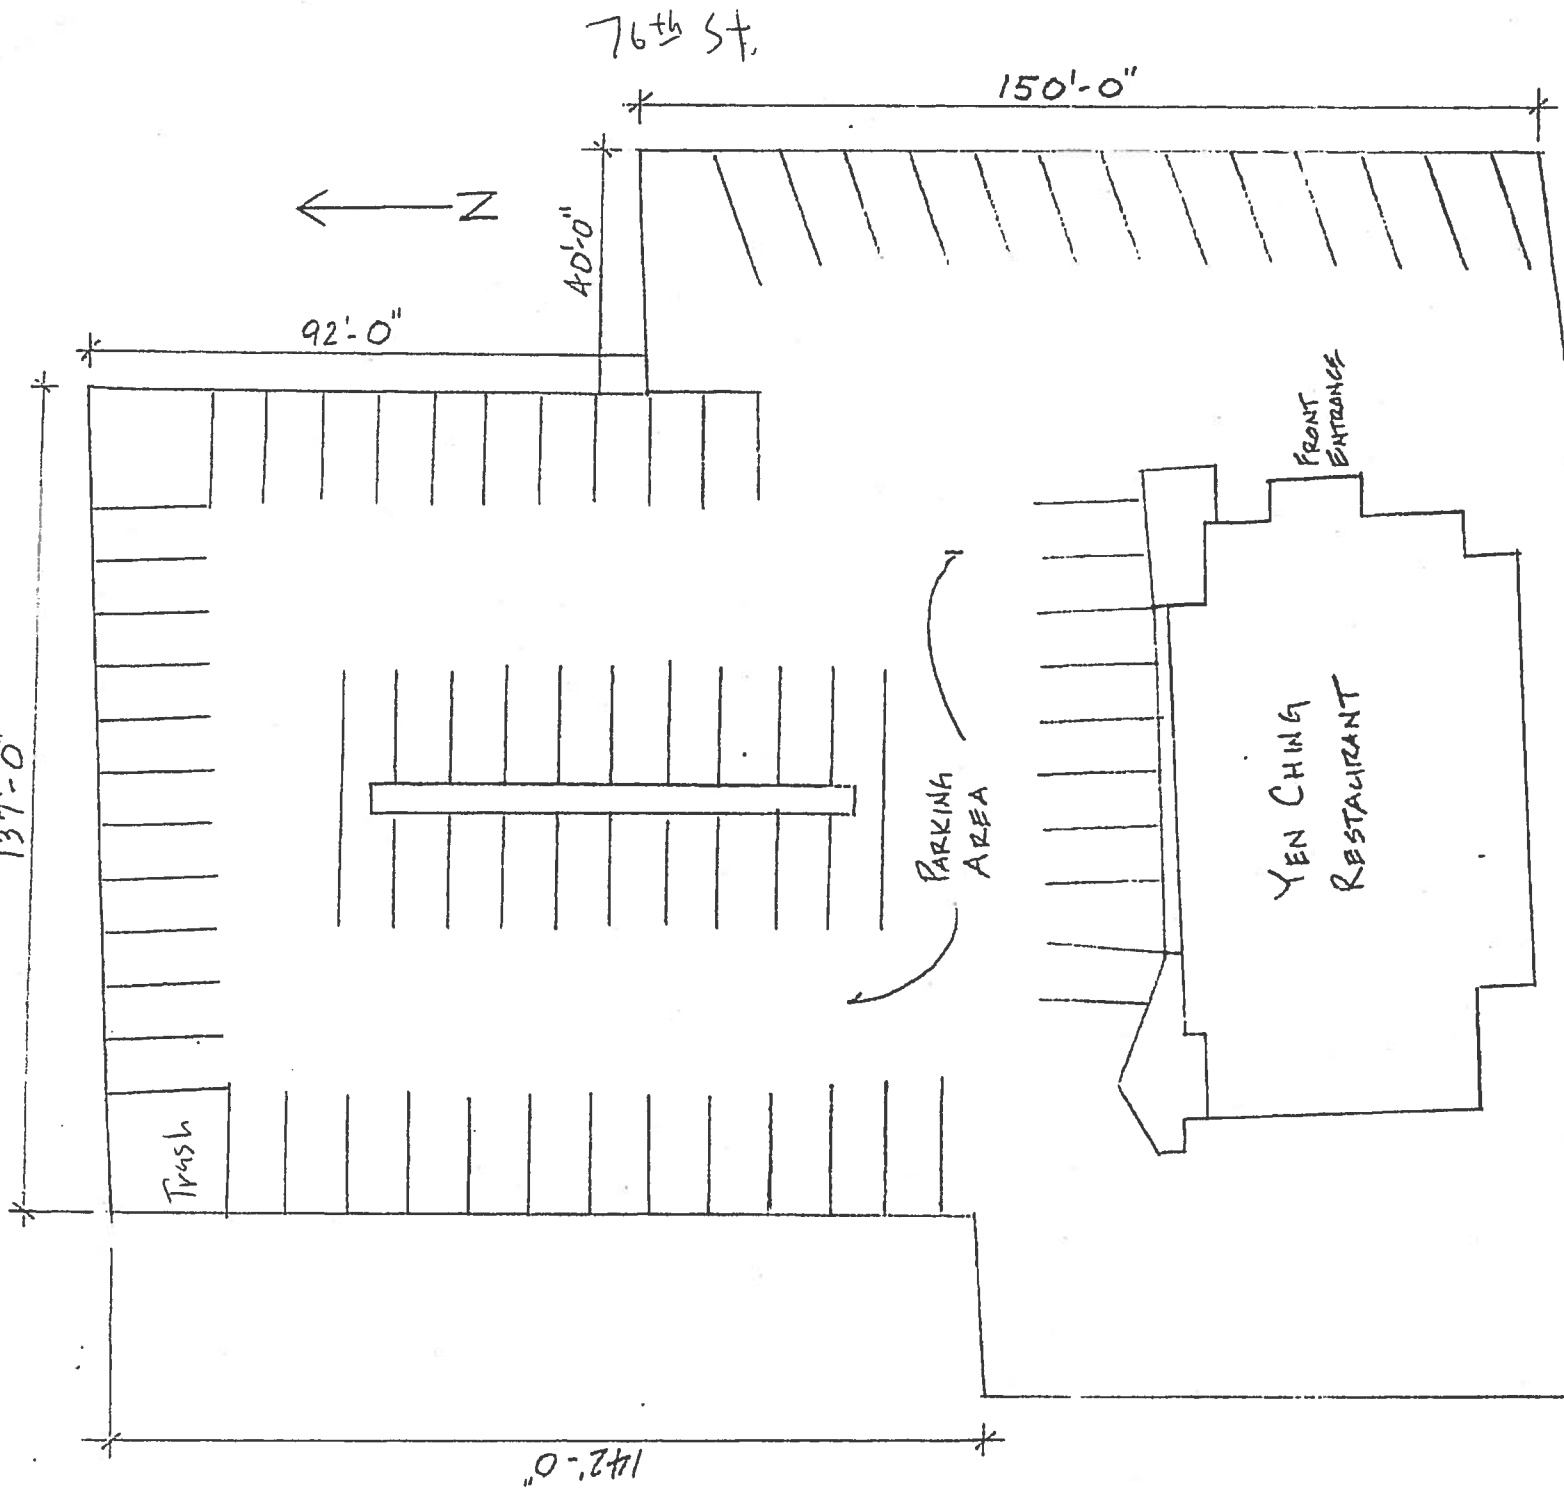 76th St.
150'-0"
N
40'-0"
92'-0"
FRONT
ENTRANCE
137'-0"
PARKING
AREA
YEN CHING
RESTAURANT
Trash
142'-0"